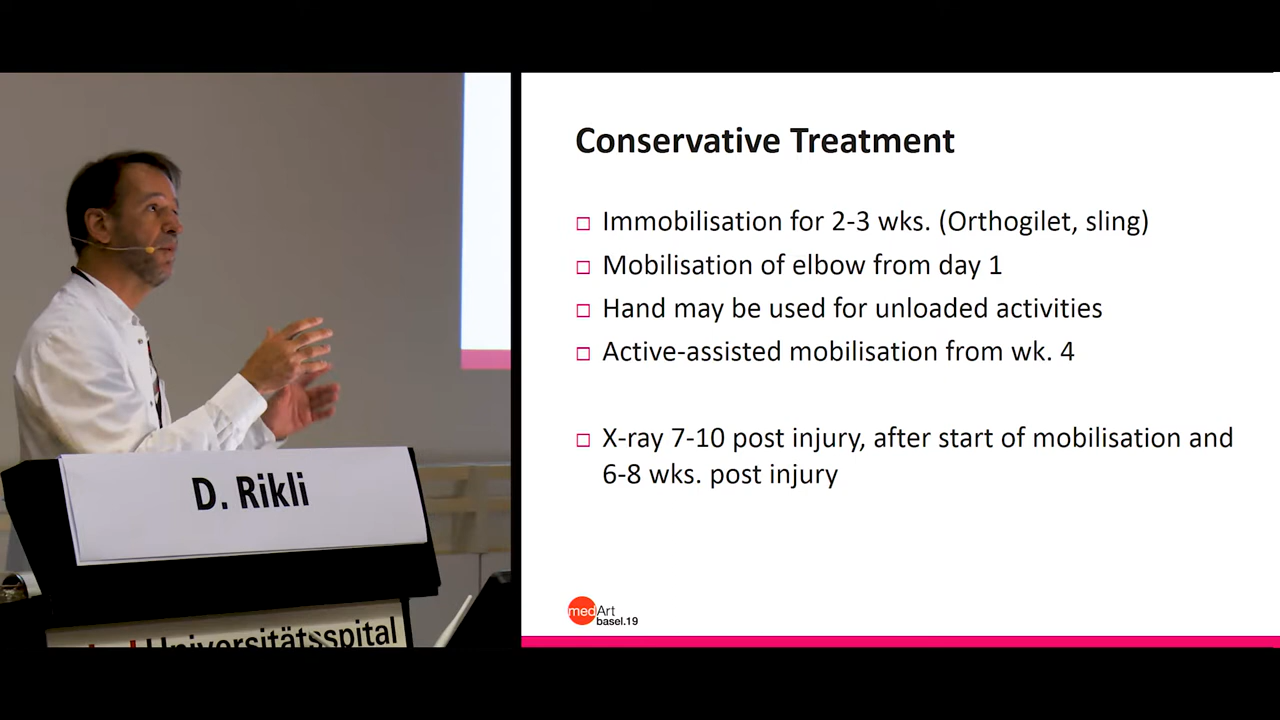 Conservative Treatment
Immobilisation for 2-3 wks. (Orthogilet, sling)
Mobilisation of elbow from day 1
Hand may be used for unloaded activities
Active-assisted mobilisation from wk. 4
X-ray 7-10 post injury, after start of mobilisation and
6-8 wks. post injury
D. Rikli
Universitätsspital
medArt
basel.19